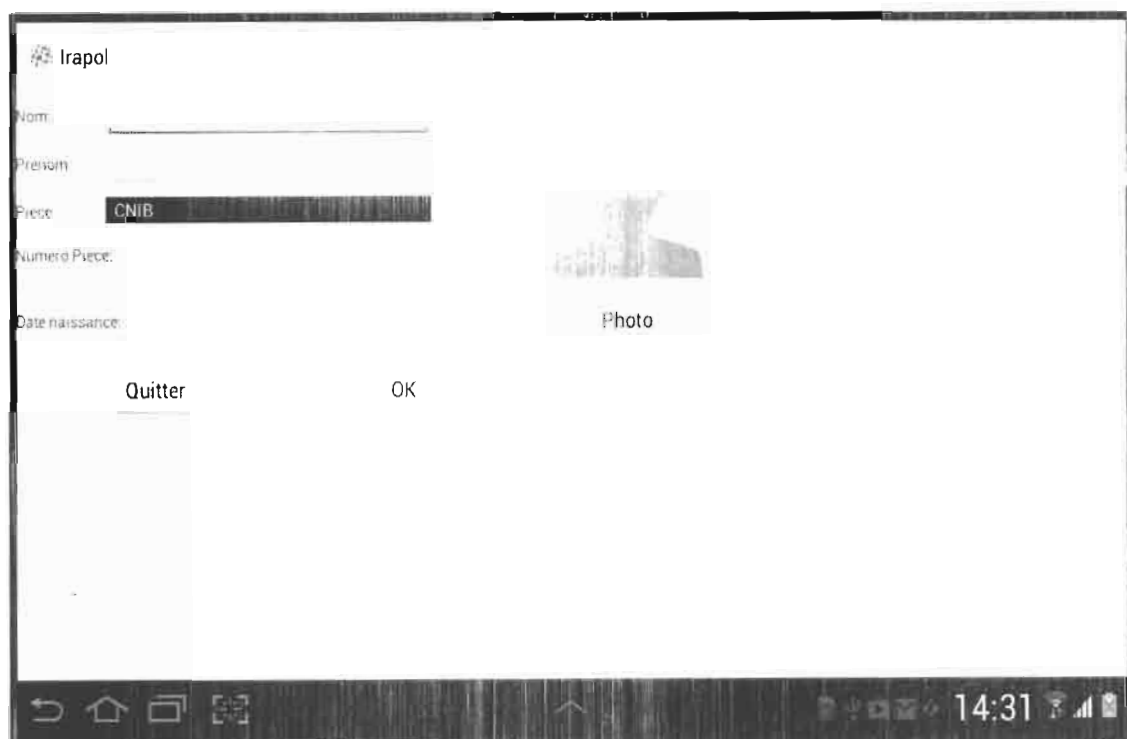 Irapol
Nom:
Prenom
Piece CNIB
Numero Piece:
Date naissance:
Photo
Quitter OK
14:31